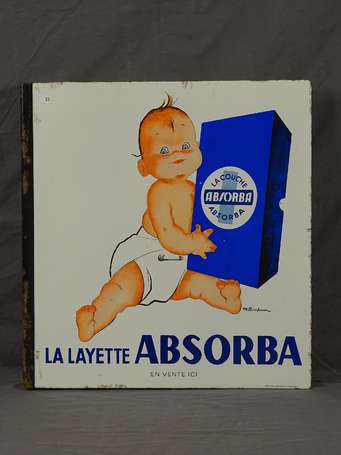 LA COUCHE
ABSORBA
ABSORBA
LA LAYETTE ABSORBA
EN VENTE ICI